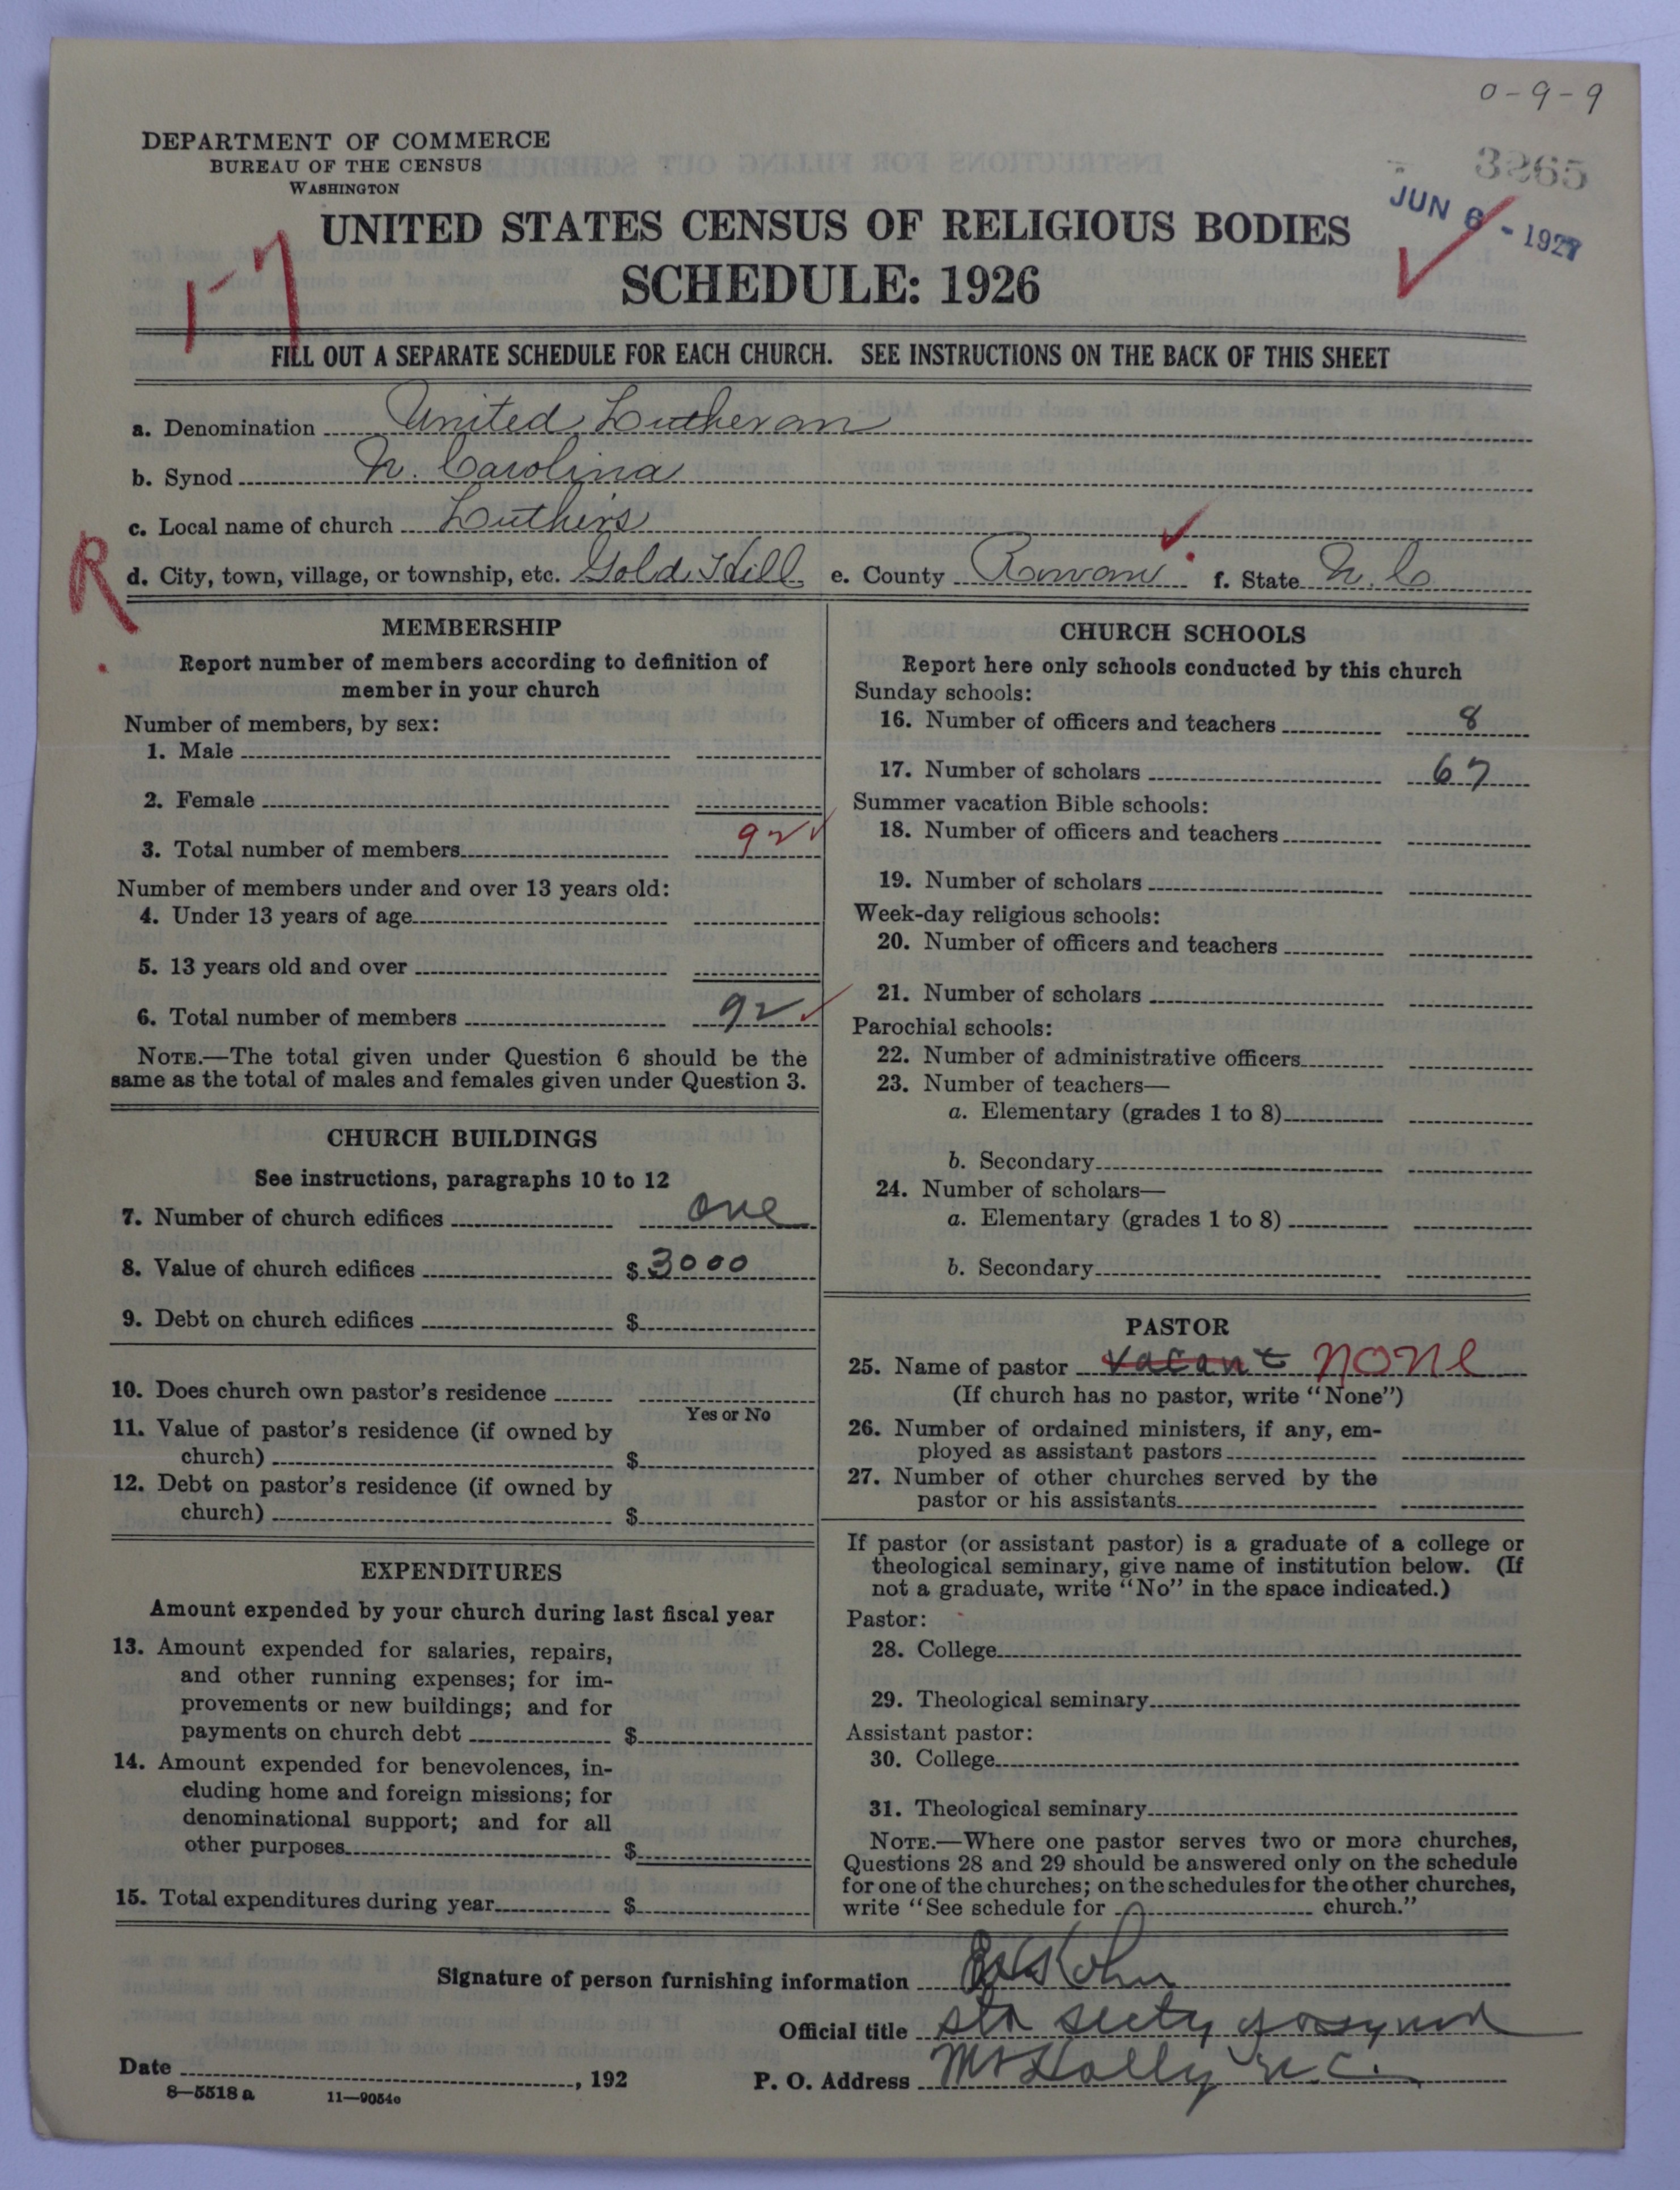 0-9-9
DEPARTMENT OF COMMERCE
BUREAU OF THE CENSUS
WASHINGTON
3265
JUN 6 - 1927
UNITED STATES CENSUS OF RELIGIOUS BODIES
SCHEDULE: 1926
17
FILL OUT A SEPARATE SCHEDULE FOR EACH CHURCH. SEE INSTRUCTIONS ON THE BACK OF THIS SHEET
a. Denomination United Lutheran
b. Synod N. Carolina
c. Local name of church Luthers
R
d. City, town, village, or township, etc. Gold Hill e. County Rowan f. State N. C.
MEMBERSHIP
Report number of members according to definition of
member in your church
Number of members, by sex:
1. Male
2. Female
3. Total number of members 92
Number of members under and over 13 years old:
4. Under 13 years of age
5. 13 years old and over
6. Total number of members 92
NOTE.—The total given under Question 6 should be the
same as the total of males and females given under Question 3.
CHURCH BUILDINGS
See instructions, paragraphs 10 to 12
7. Number of church edifices one
8. Value of church edifices $ 3000
9. Debt on church edifices $
10. Does church own pastor's residence
Yes or No
11. Value of pastor's residence (if owned by
church) $
12. Debt on pastor's residence (if owned by
church) $
EXPENDITURES
Amount expended by your church during last fiscal year
13. Amount expended for salaries, repairs,
and other running expenses; for im-
provements or new buildings; and for
payments on church debt $
14. Amount expended for benevolences, in-
cluding home and foreign missions; for
denominational support; and for all
other purposes $
15. Total expenditures during year $
CHURCH SCHOOLS
Report here only schools conducted by this church
Sunday schools:
16. Number of officers and teachers 8
17. Number of scholars 67
Summer vacation Bible schools:
18. Number of officers and teachers
19. Number of scholars
Week-day religious schools:
20. Number of officers and teachers
21. Number of scholars
Parochial schools:
22. Number of administrative officers
23. Number of teachers—
a. Elementary (grades 1 to 8)
b. Secondary
24. Number of scholars—
a. Elementary (grades 1 to 8)
b. Secondary
PASTOR
25. Name of pastor vacant none
(If church has no pastor, write "None")
26. Number of ordained ministers, if any, em-
ployed as assistant pastors
27. Number of other churches served by the
pastor or his assistants
If pastor (or assistant pastor) is a graduate of a college or
theological seminary, give name of institution below. (If
not a graduate, write "No" in the space indicated.)
Pastor:
28. College
29. Theological seminary
Assistant pastor:
30. College
31. Theological seminary
NOTE.—Where one pastor serves two or more churches,
Questions 28 and 29 should be answered only on the schedule
for one of the churches; on the schedules for the other churches,
write "See schedule for church."
Signature of person furnishing information Kohn
Official title sta secty of synod
Date , 192 P. O. Address Mt Holly N. C.
8—5518 a 11—9054c